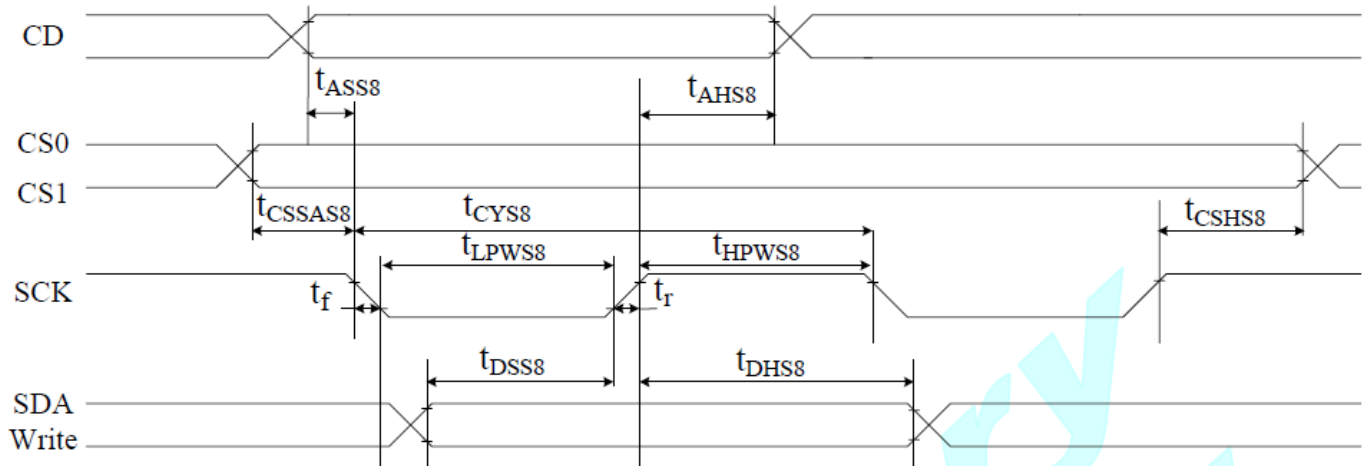 CD
tASS8
tAHS8
CS0
CS1
tCSSAS8
tCYS8
tCSHS8
tLPWS8
tHPWS8
SCK
tf
tr
tDSS8
tDHS8
SDA
Write